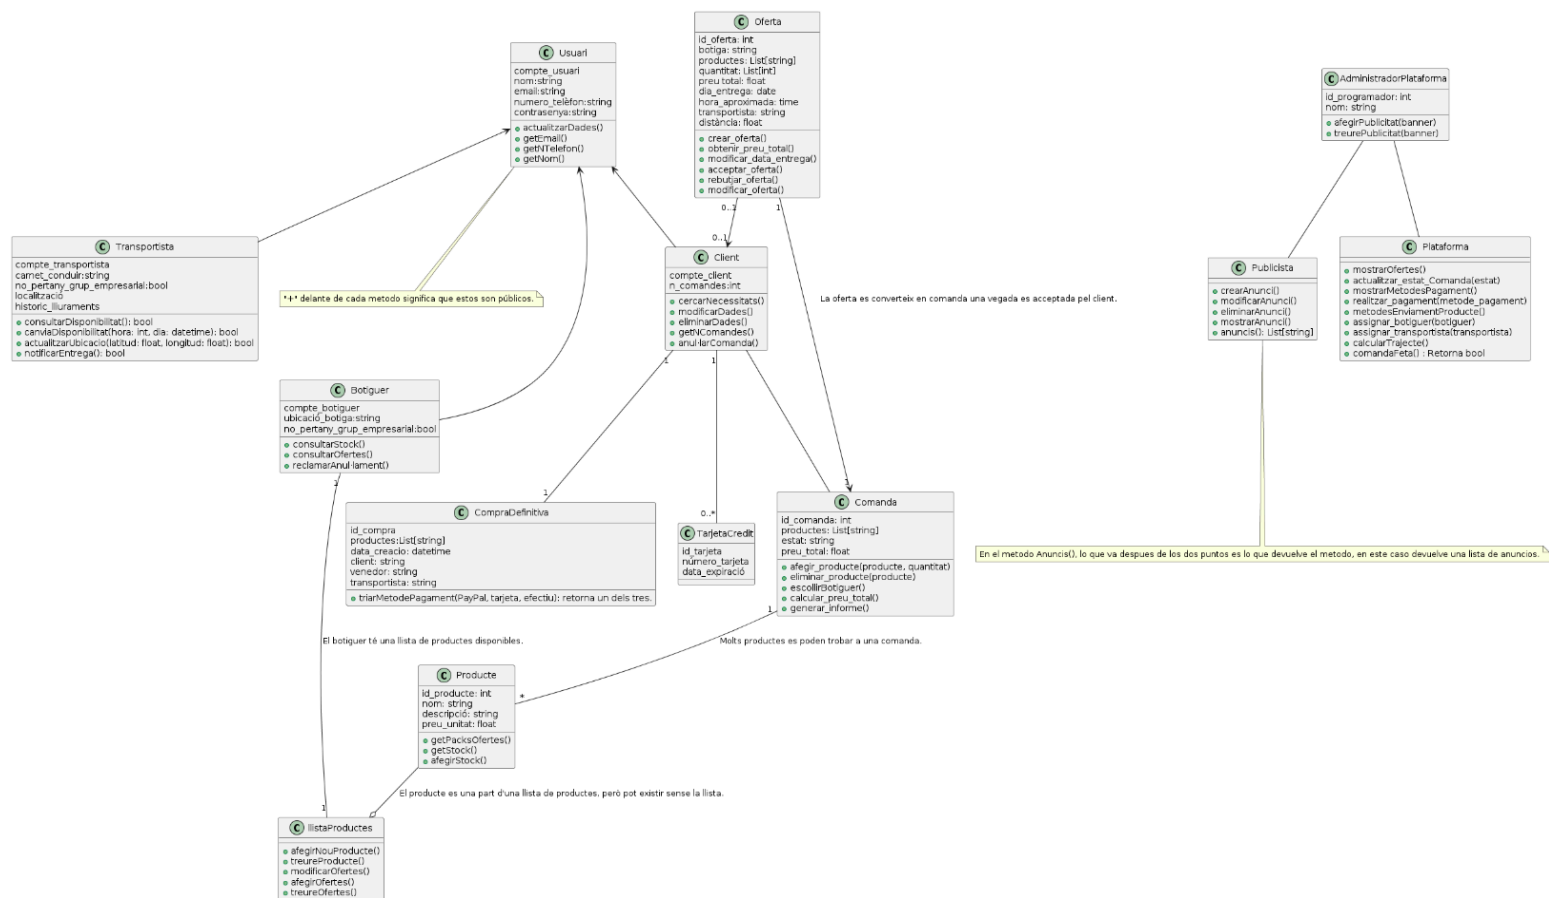 Oferta
id_oferta: int
botiga: string
productes: List[string]
quantitat: List[int]
preu total: float
dia_entrega: date
hora_aproximada: time
transportista: string
distància: float
crear_oferta()
obtenir_preu_total()
modificar_data_entrega()
acceptar_oferta()
rebutjar_oferta()
modificar_oferta()
Usuari
compte_usuari
nom:string
email:string
numero_telèfon:string
contrasenya:string
actualitzarDades()
getEmail()
getNTelefon()
getNom()
AdministradorPlataforma
id_programador: int
nom: string
afegirPublicitat(banner)
treurePublicitat(banner)
0..1
1
0..1
Transportista
compte_transportista
carnet_conduir:string
no_pertany_grup_empresarial:bool
localització
historic_lliuraments
consultarDisponibilitat(): bool
canviaDisponibilitat(hora: int, dia: datetime): bool
actualitzarUbicacio(latitud: float, longitud: float): bool
notificarEntrega(): bool
"+" delante de cada metodo significa que estos son públicos.
Client
compte_client
n_comandes:int
cercarNecessitats()
modificarDades()
eliminarDades()
getNComandes()
anul·larComanda()
La oferta es converteix en comanda una vegada es acceptada pel client.
Publicista
crearAnunci()
modificarAnunci()
eliminarAnunci()
mostrarAnunci()
anuncis(): List[string]
Plataforma
mostrarOfertes()
actualitzar_estat_Comanda(estat)
mostrarMetodesPagament()
realitzar_pagament(metode_pagament)
metodesEnviamentProducte()
assignar_botiguer(botiguer)
assignar_transportista(transportista)
calcularTrajecte()
comandaFeta() : Retorna bool
1
1
Botiguer
compte_botiguer
ubicació_botiga:string
no_pertany_grup_empresarial:bool
consultarStock()
consultarOfertes()
reclamarAnul·lament()
1
1
1
0..*
CompraDefinitiva
id_compra
productes:List[string]
data_creacio: datetime
client: string
venedor: string
transportista: string
triarMetodePagament(PayPal, tarjeta, efectiu): retorna un dels tres.
TarjetaCredit
id_tarjeta
número_tarjeta
data_expiració
Comanda
id_comanda: int
productes: List[string]
estat: string
preu_total: float
afegir_producte(producte, quantitat)
eliminar_producte(producte)
escollirBotiguer()
calcular_preu_total()
generar_informe()
En el metodo Anuncis(), lo que va despues de los dos puntos es lo que devuelve el metodo, en este caso devuelve una lista de anuncios.
1
El botiguer té una llista de productes disponibles.
Molts productes es poden trobar a una comanda.
*
Producte
id_producte: int
nom: string
descripció: string
preu_unitat: float
getPacksOfertes()
getStock()
afegirStock()
El producte es una part d'una llista de productes, però pot existir sense la llista.
1
llistaProductes
afegirNouProducte()
treureProducte()
modificarOfertes()
afegirOfertes()
treureOfertes()